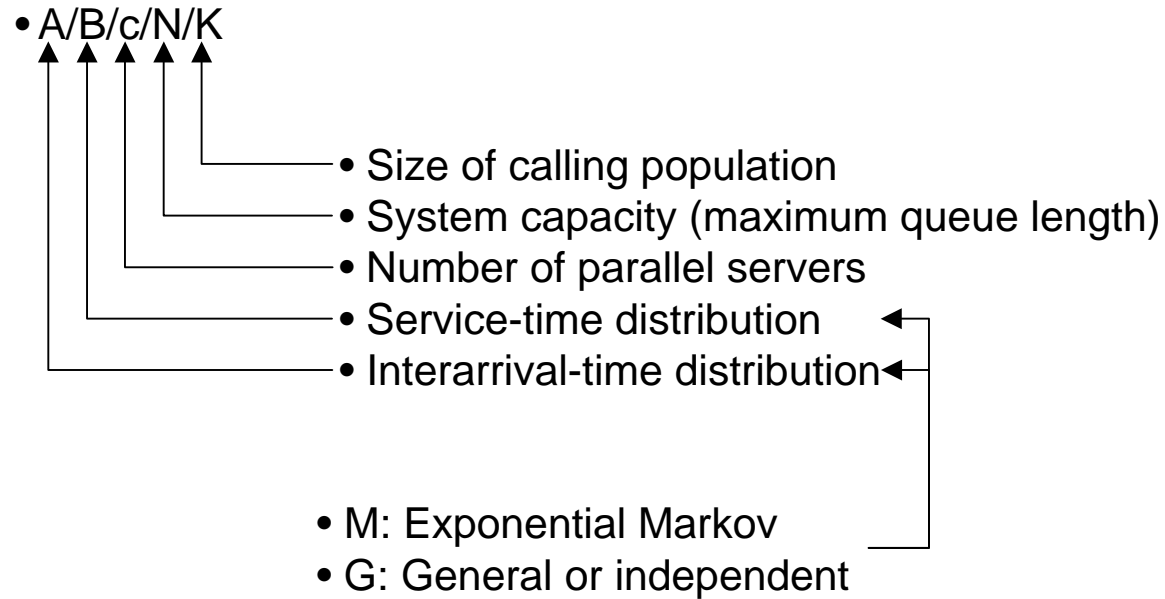 • A/B/c/N/K
• Size of calling population
• System capacity (maximum queue length)
• Number of parallel servers
• Service-time distribution
• Interarrival-time distribution
• M: Exponential Markov
• G: General or independent